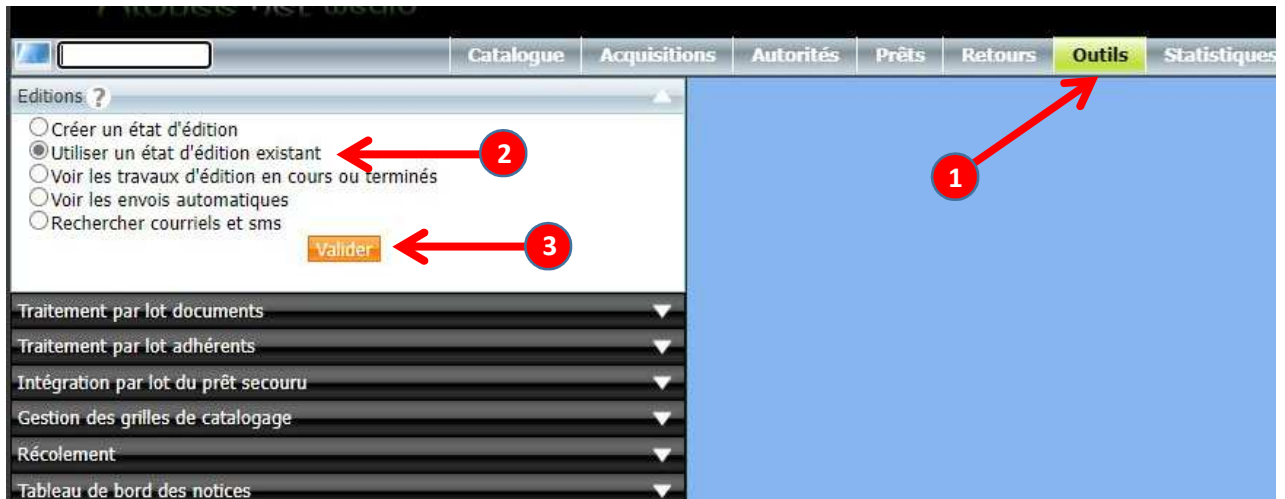 Catalogue Acquisitions Autorités Prêts Retours Outils Statistiques
Editions ?
Créer un état d'édition
Utiliser un état d'édition existant 2
Voir les travaux d'édition en cours ou terminés
1
Voir les envois automatiques
Rechercher courriels et sms
Valider 3
Traitement par lot documents
Traitement par lot adhérents
Intégration par lot du prêt secouru
Gestion des grilles de catalogage
Récolement
Tableau de bord des notices